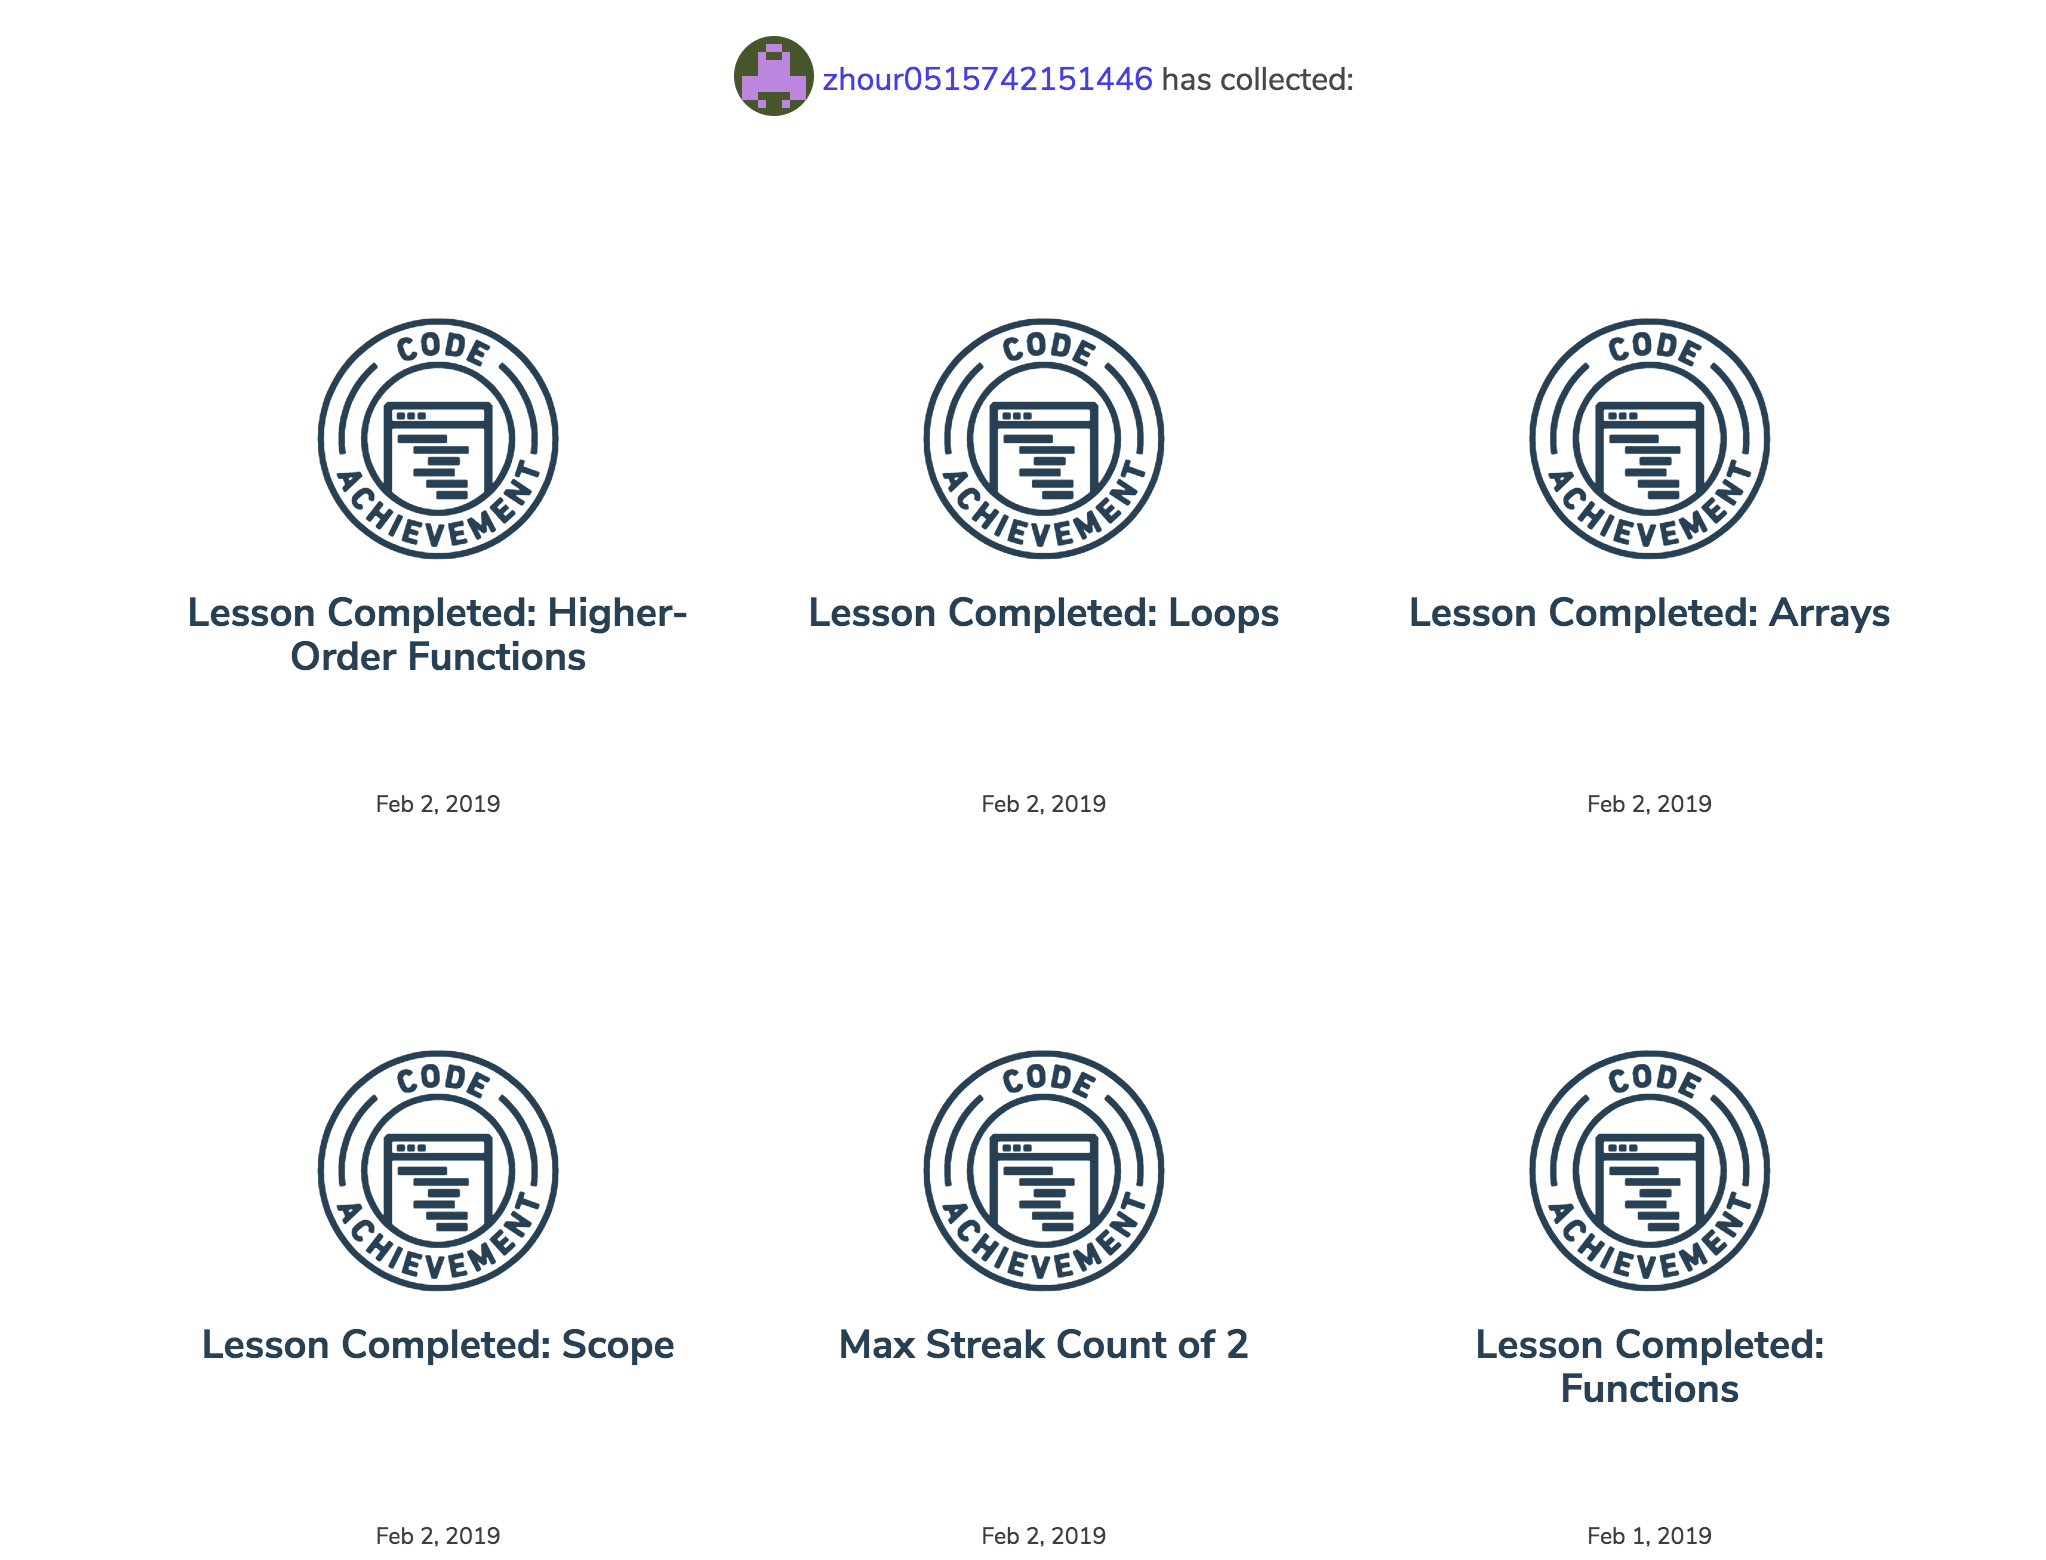 zhour0515742151446 has collected:
CODE
ACHIEVEMENT
Lesson Completed: Higher-
Order Functions
Feb 2, 2019
CODE
ACHIEVEMENT
Lesson Completed: Loops
Feb 2, 2019
CODE
ACHIEVEMENT
Lesson Completed: Arrays
Feb 2, 2019
CODE
ACHIEVEMENT
Lesson Completed: Scope
Feb 2, 2019
CODE
ACHIEVEMENT
Max Streak Count of 2
Feb 2, 2019
CODE
ACHIEVEMENT
Lesson Completed:
Functions
Feb 1, 2019